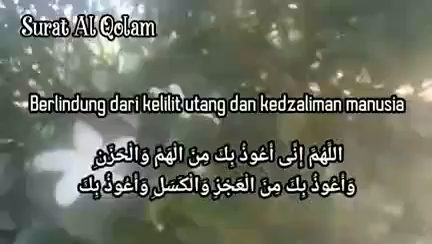 Surat Al Qolam
Berlindung dari kelilit utang dan kedzaliman manusia
اللَّهُمَّ إِنِّى أَعُوذُ بِكَ مِنَ الْهَمِّ وَالْحَزَنِ
وَأَعُوذُ بِكَ مِنَ الْعَجْزِ وَالْكَسَلِ وَأَعُوذُ بِكَ